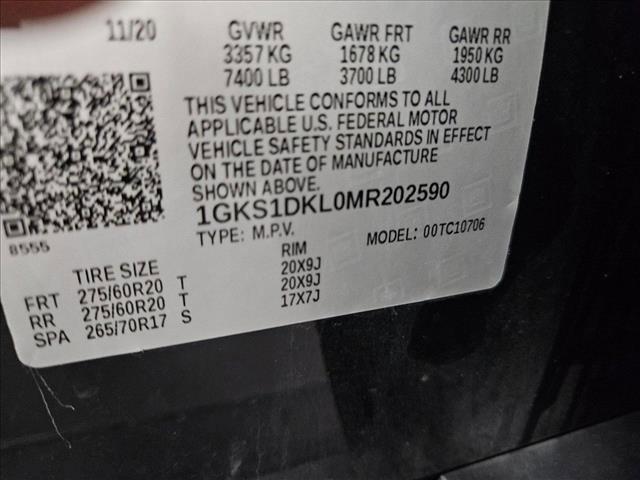 11/20 GVWR GAWR FRT GAWR RR
3357 KG 1678 KG 1950 KG
7400 LB 3700 LB 4300 LB
THIS VEHICLE CONFORMS TO ALL
APPLICABLE U.S. FEDERAL MOTOR
VEHICLE SAFETY STANDARDS IN EFFECT
ON THE DATE OF MANUFACTURE
SHOWN ABOVE.
1GKS1DKL0MR202590
8555 TYPE: M.P.V. MODEL: 00TC10706
TIRE SIZE RIM
FRT 275/60R20 T 20X9J
RR 275/60R20 T 20X9J
SPA 265/70R17 S 17X7J